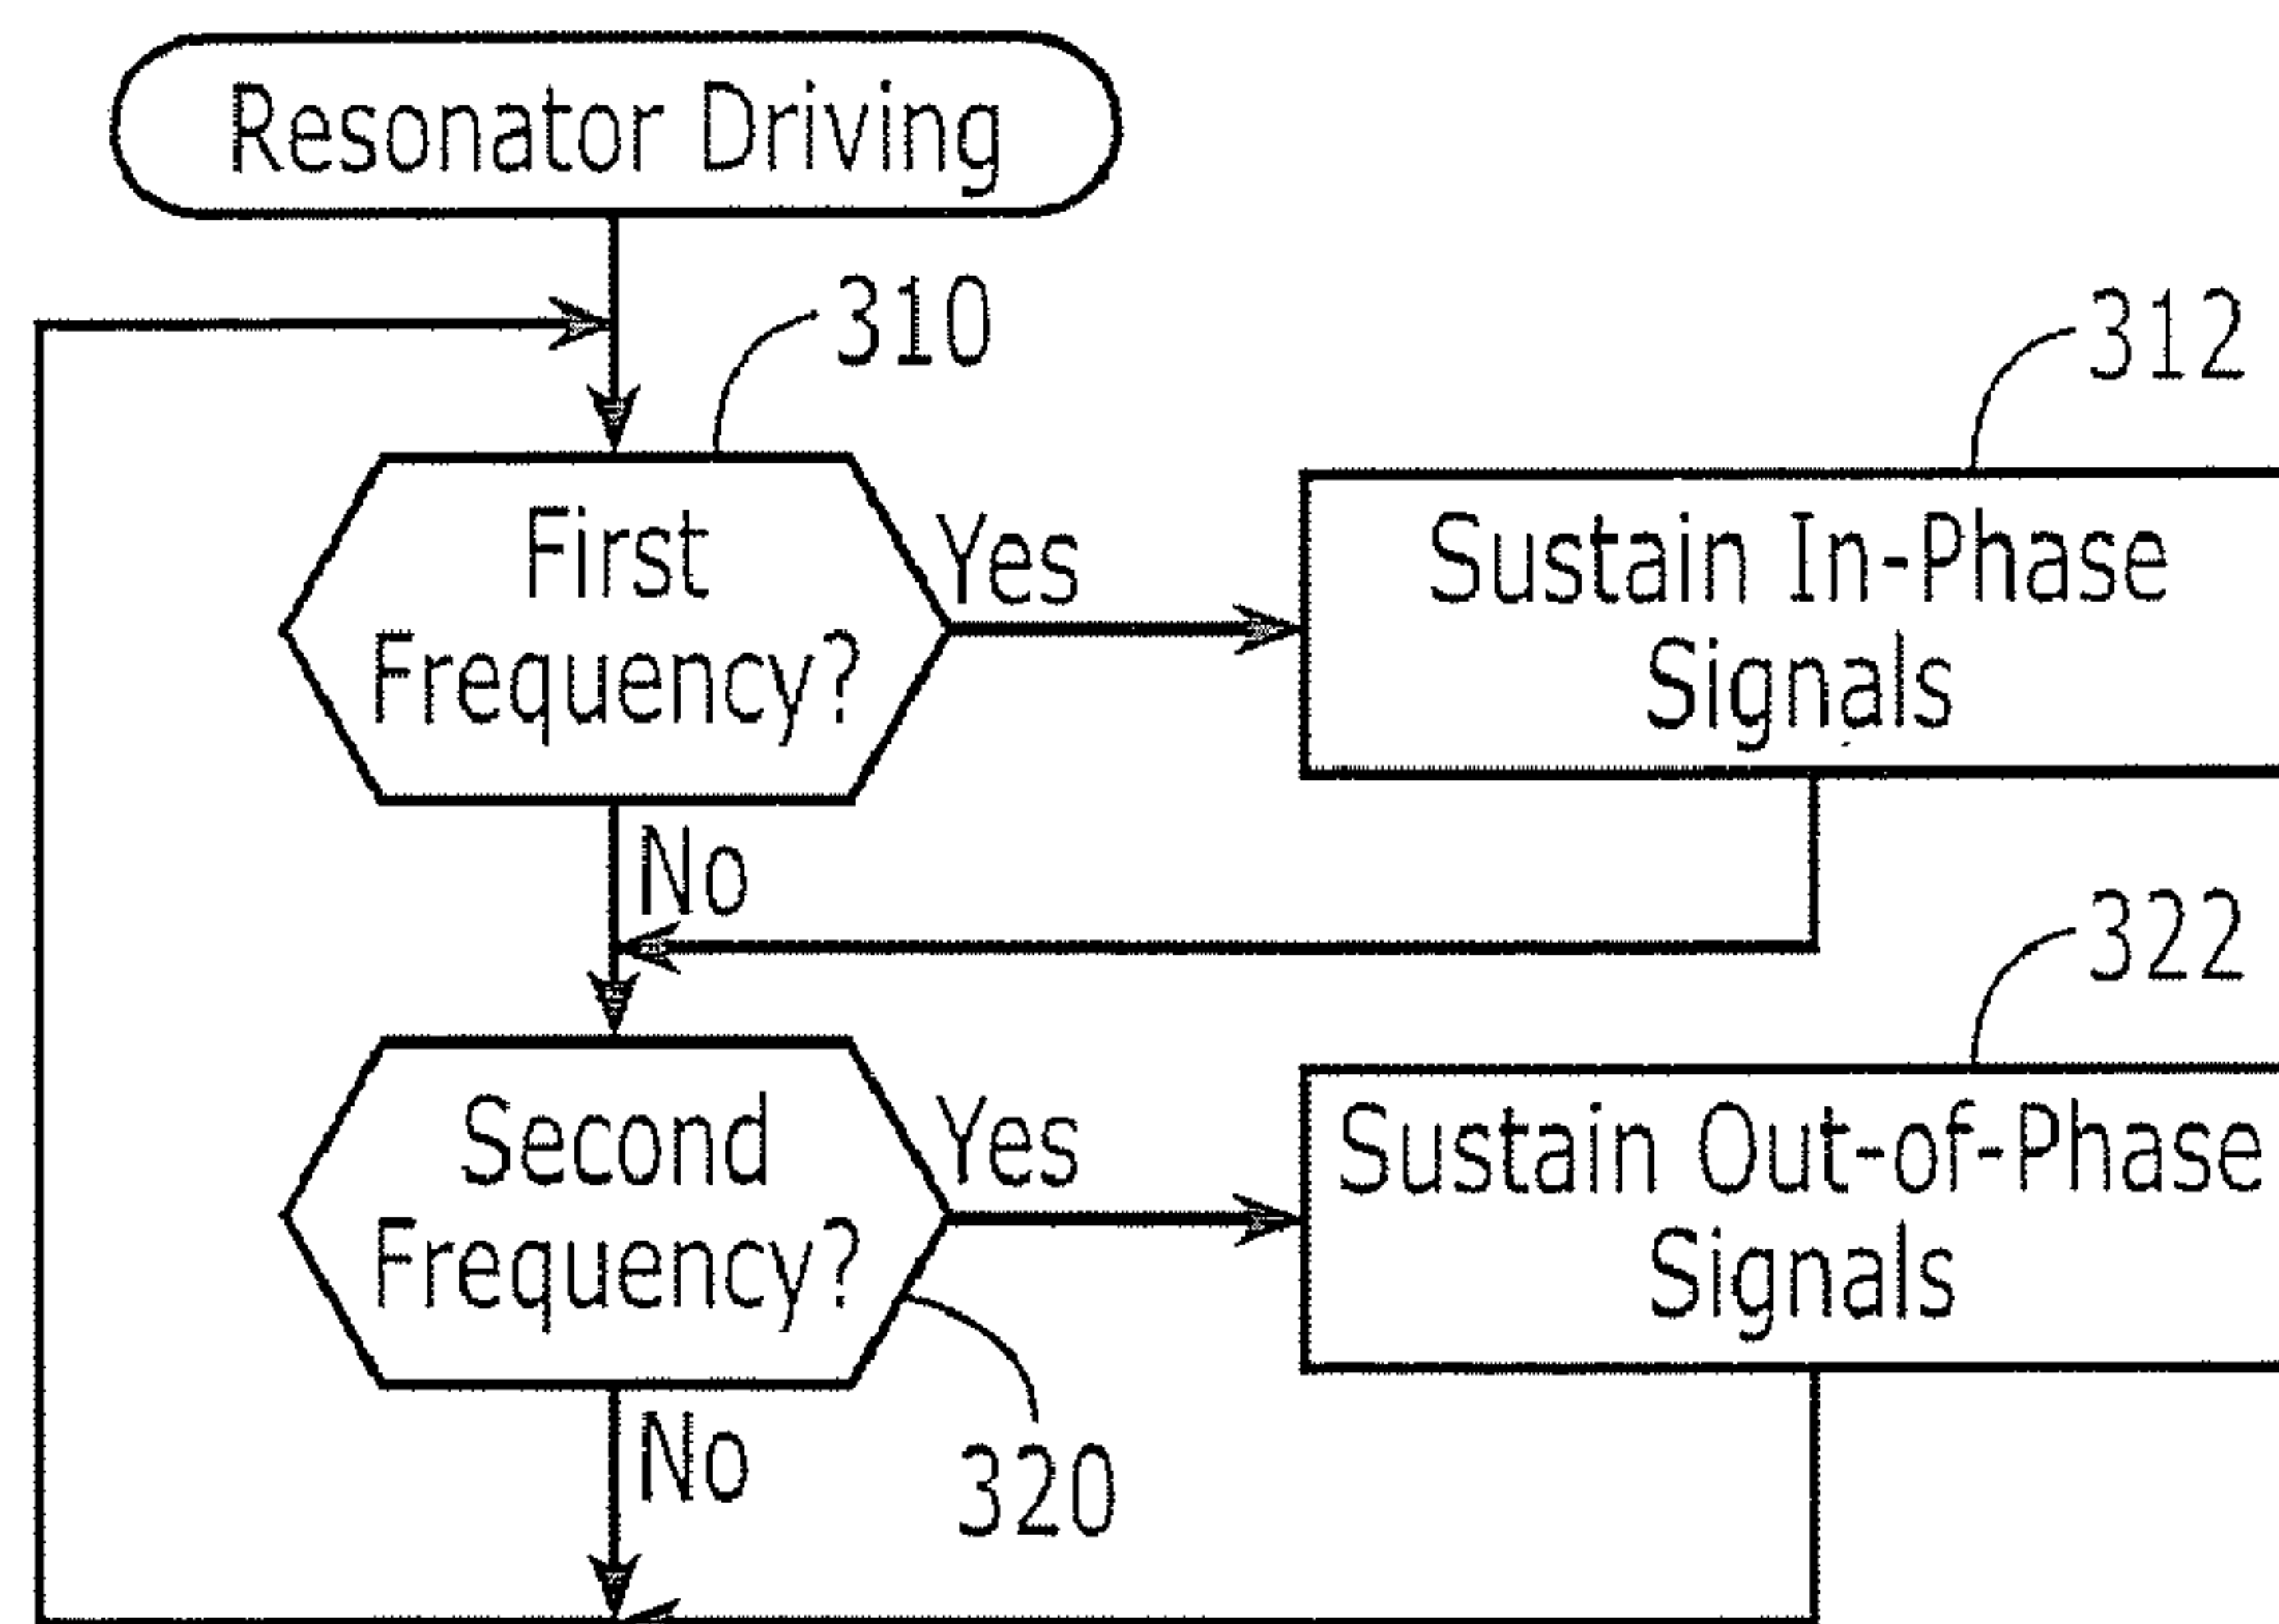 Resonator Driving
310
312
First
Frequency?
Yes
Sustain In-Phase
Signals
No
322
Second
Frequency?
Yes
Sustain Out-of-Phase
Signals
No
320